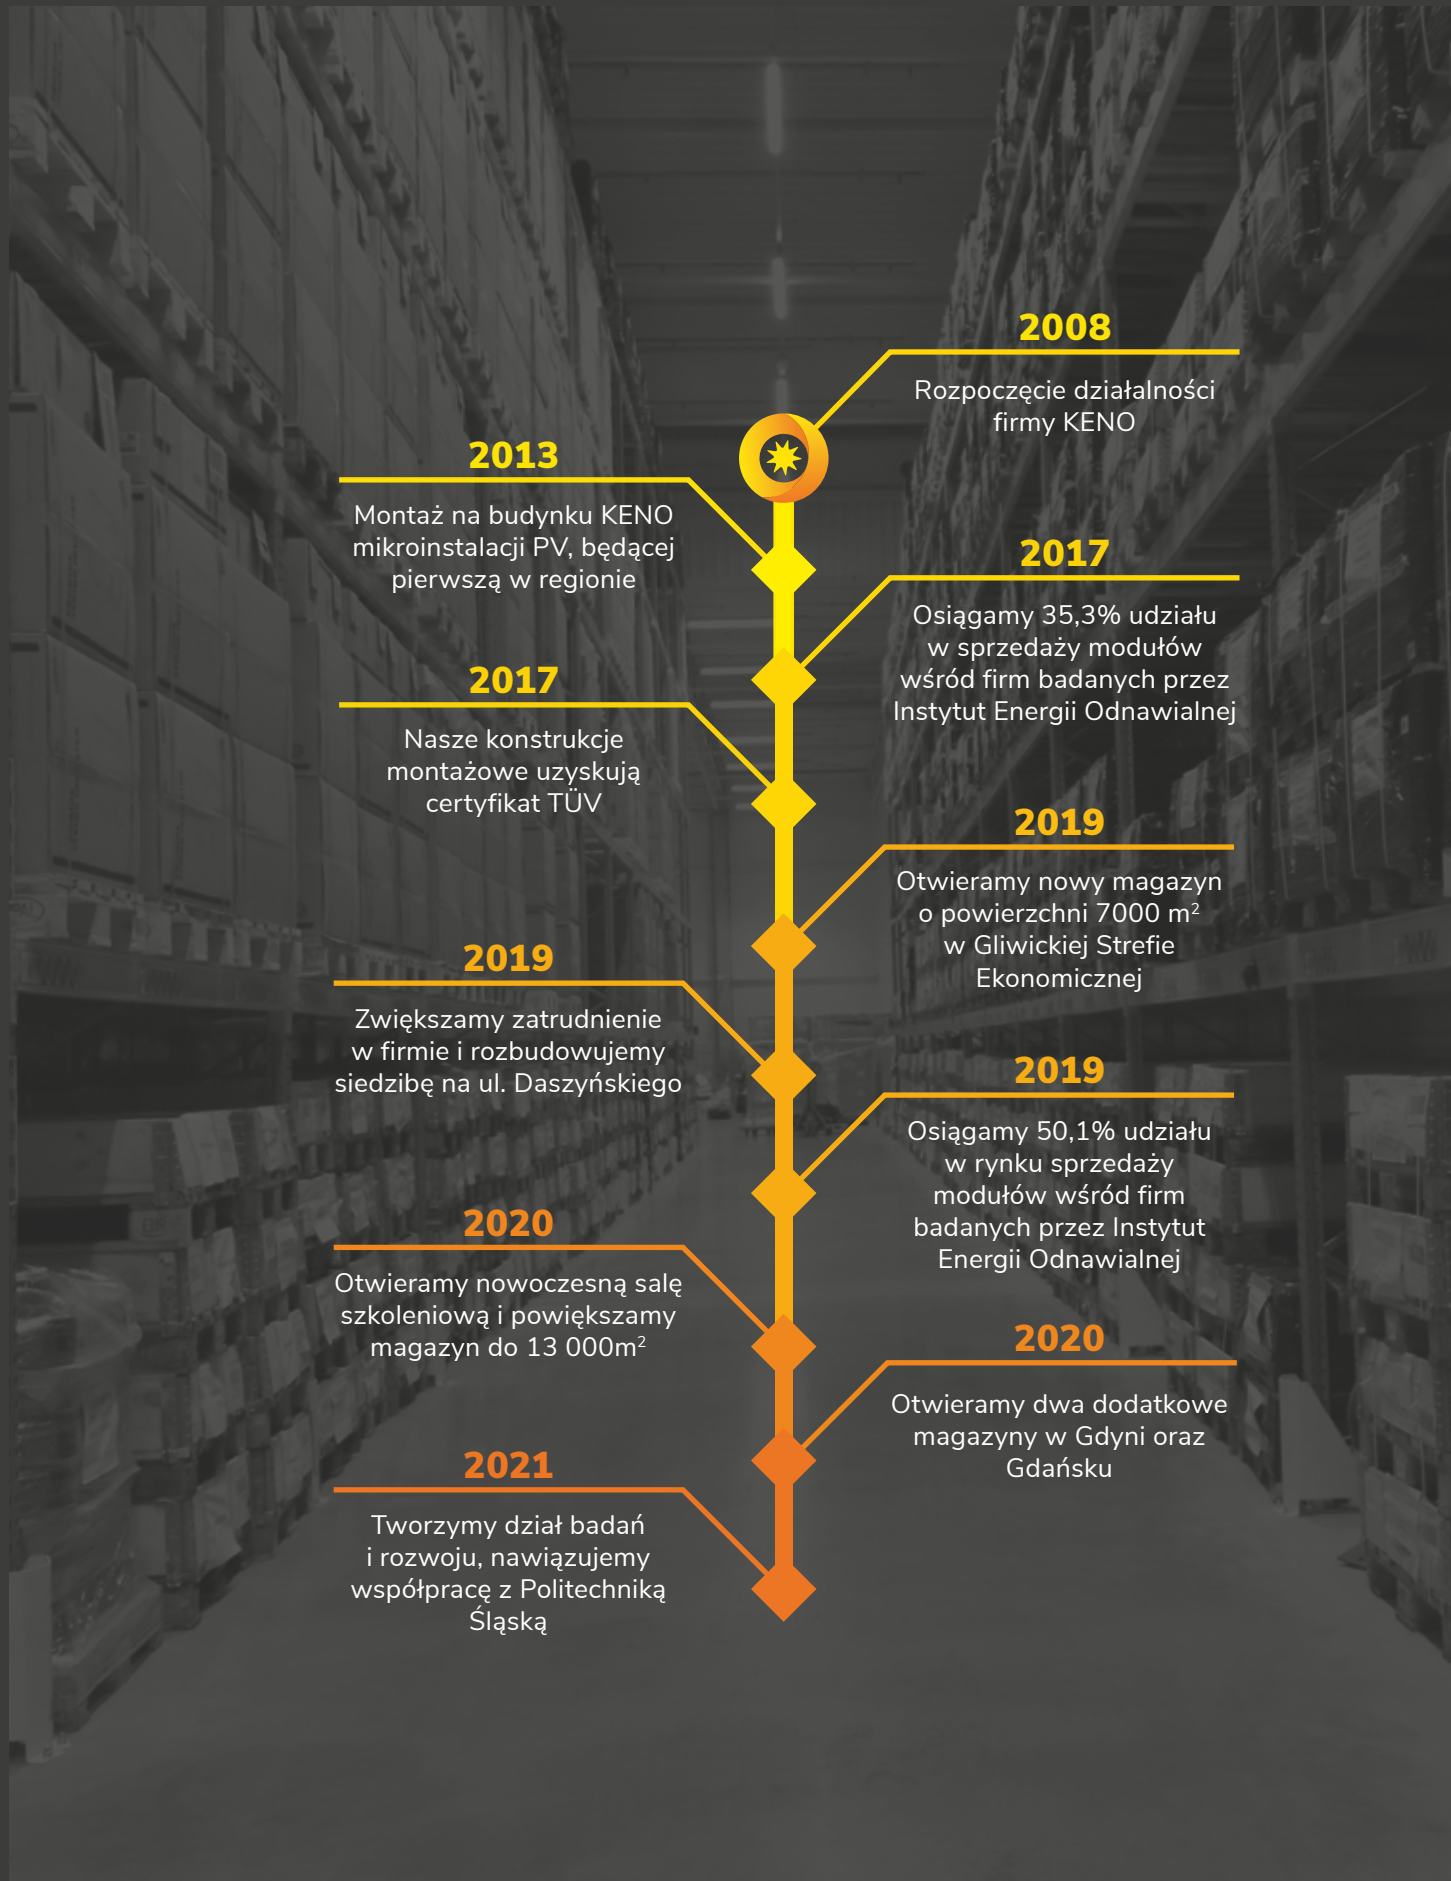 2008
Rozpoczęcie działalności
firmy KENO
2013
Montaż na budynku KENO
mikroinstalacji PV, będącej
pierwszą w regionie
2017
Osiągamy 35,3% udziału
w sprzedaży modułów
wśród firm badanych przez
Instytut Energii Odnawialnej
2017
Nasze konstrukcje
montażowe uzyskują
certyfikat TÜV
2019
Otwieramy nowy magazyn
o powierzchni 7000 m²
w Gliwickiej Strefie
Ekonomicznej
2019
Zwiększamy zatrudnienie
w firmie i rozbudowujemy
siedzibę na ul. Daszyńskiego
2019
Osiągamy 50,1% udziału
w rynku sprzedaży
modułów wśród firm
badanych przez Instytut
Energii Odnawialnej
2020
Otwieramy nowoczesną salę
szkoleniową i powiększamy
magazyn do 13 000m²
2020
Otwieramy dwa dodatkowe
magazyny w Gdyni oraz
Gdańsku
2021
Tworzymy dział badań
i rozwoju, nawiązujemy
współpracę z Politechniką
Śląską